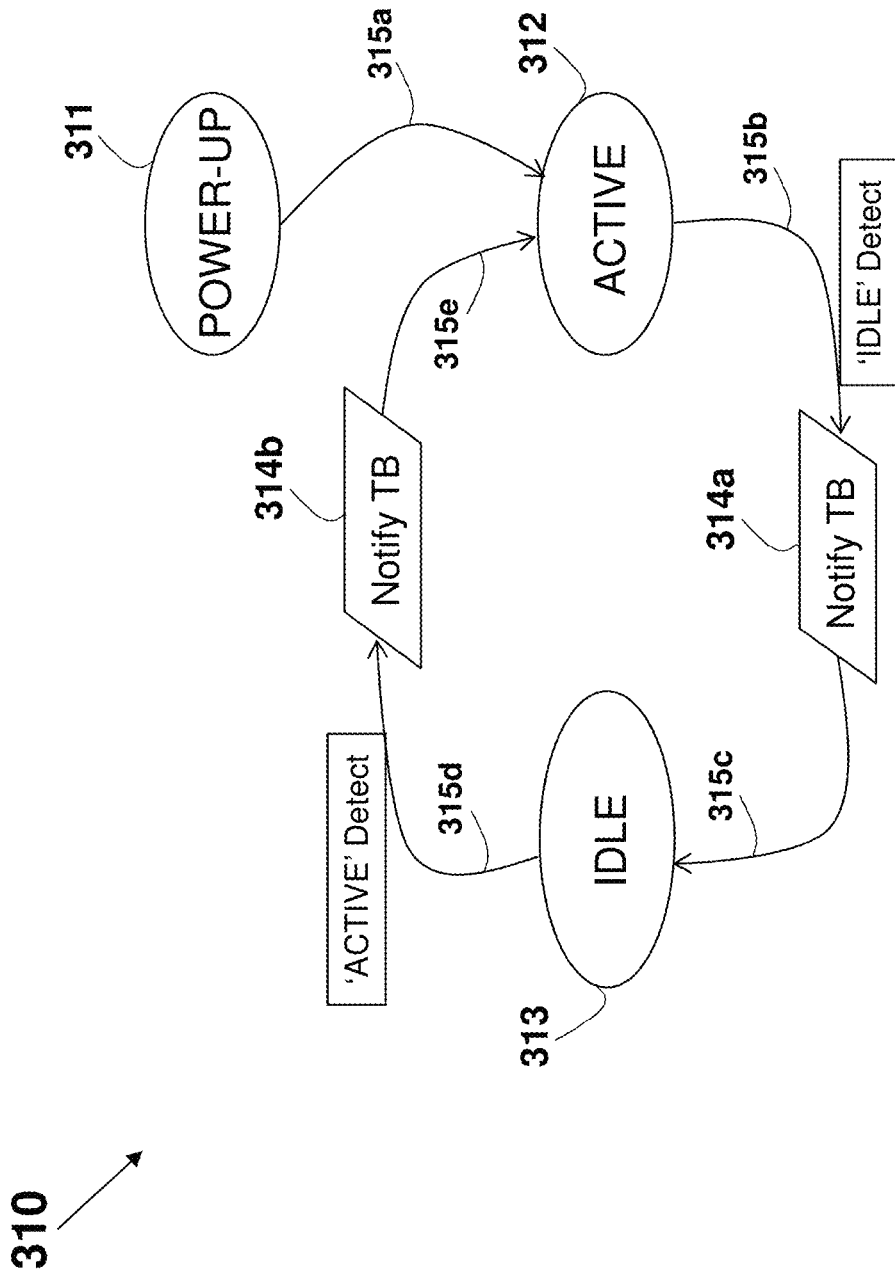 310
311
POWER-UP
315a
312
ACTIVE
315e
315b
'IDLE' Detect
314b
Notify TB
314a
Notify TB
'ACTIVE' Detect
315d
315c
IDLE
313